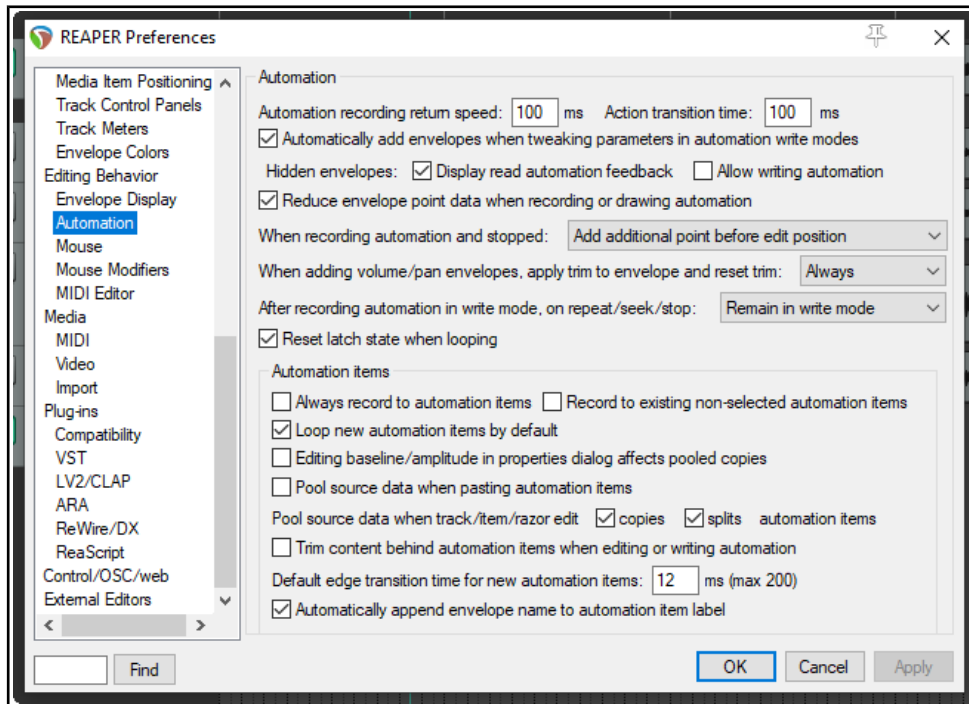 REAPER Preferences
Media Item Positioning
Track Control Panels
Track Meters
Envelope Colors
Editing Behavior
Envelope Display
Automation
Mouse
Mouse Modifiers
MIDI Editor
Media
MIDI
Video
Import
Plug-ins
Compatibility
VST
LV2/CLAP
ARA
ReWire/DX
ReaScript
Control/OSC/web
External Editors
Find
Automation
Automation recording return speed: 100 ms Action transition time: 100 ms
Automatically add envelopes when tweaking parameters in automation write modes
Hidden envelopes: Display read automation feedback Allow writing automation
Reduce envelope point data when recording or drawing automation
When recording automation and stopped: Add additional point before edit position
When adding volume/pan envelopes, apply trim to envelope and reset trim: Always
After recording automation in write mode, on repeat/seek/stop: Remain in write mode
Reset latch state when looping
Automation items
Always record to automation items Record to existing non-selected automation items
Loop new automation items by default
Editing baseline/amplitude in properties dialog affects pooled copies
Pool source data when pasting automation items
Pool source data when track/item/razor edit copies splits automation items
Trim content behind automation items when editing or writing automation
Default edge transition time for new automation items: 12 ms (max 200)
Automatically append envelope name to automation item label
OK Cancel Apply